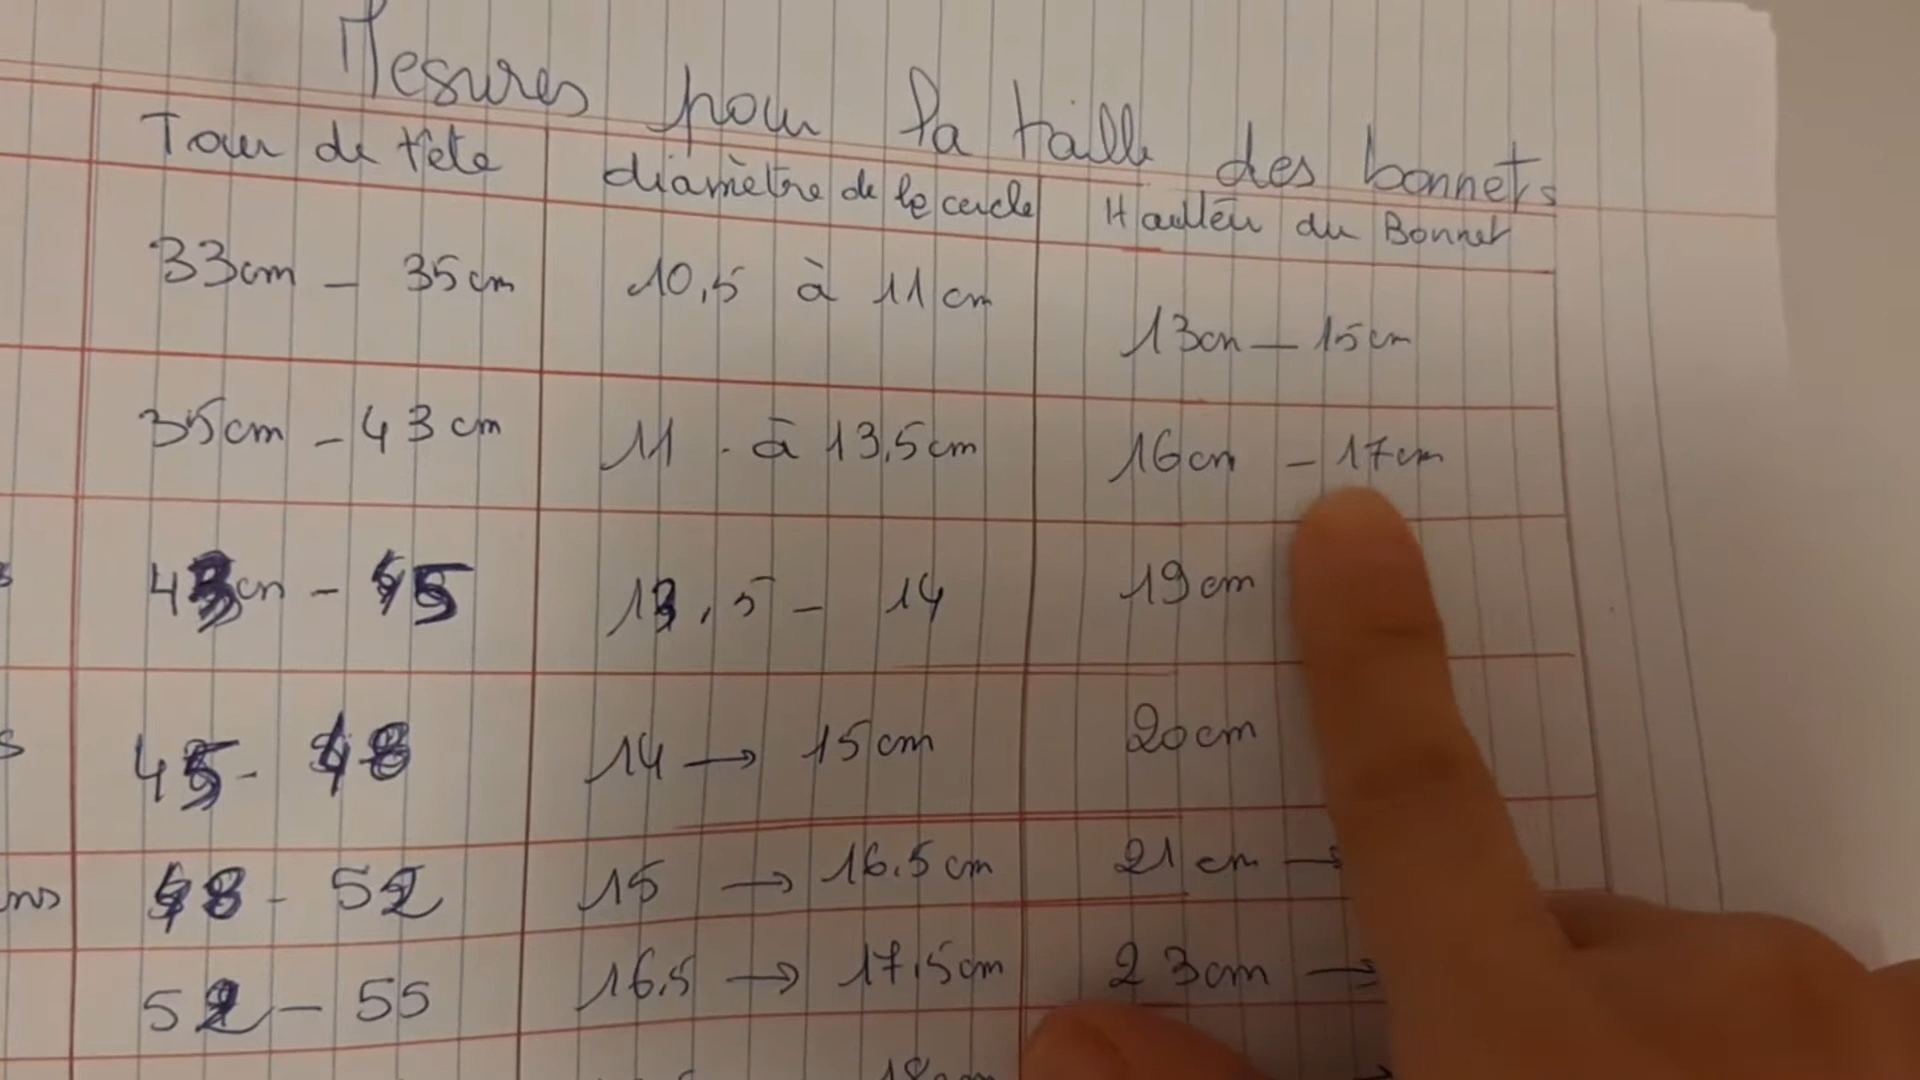 Mesures pour la taille des bonnets
Tour de tête diamètre de le cercle Hauteur du Bonnet
33cm - 35cm 10,5 à 11 cm 13cm - 15cm
35cm - 43cm 11 à 13,5cm 16cm - 17cm
43cm - 45 13,5 - 14 19cm
45 - 48 14 → 15cm 20cm
48 - 52 15 → 16.5cm 21cm →
52 - 55 16,5 → 17,5cm 23cm →